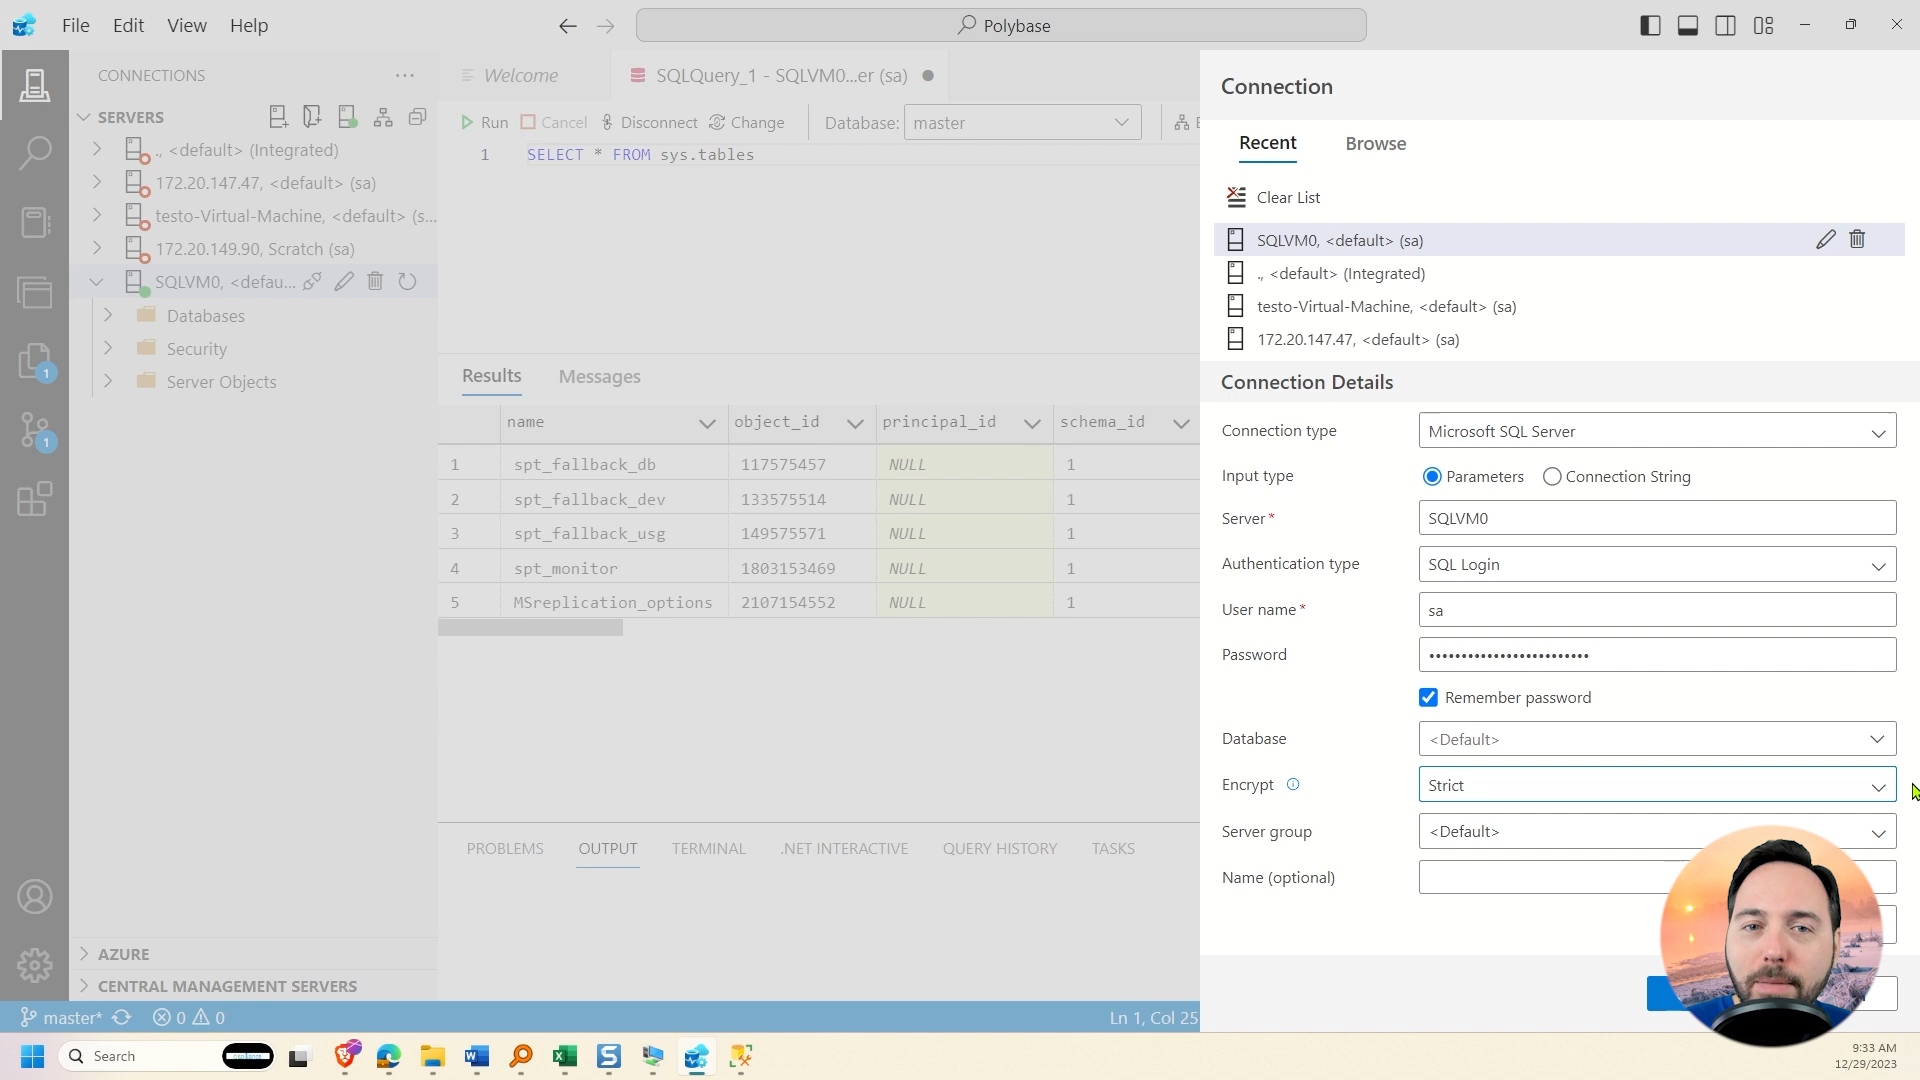 File Edit View Help
Polybase
CONNECTIONS
SERVERS
., <default> (Integrated)
172.20.147.47, <default> (sa)
testo-Virtual-Machine, <default> (s...
172.20.149.90, Scratch (sa)
SQLVM0, <defau...
Databases
Security
Server Objects
1
1
AZURE
CENTRAL MANAGEMENT SERVERS
Welcome
SQLQuery_1 - SQLVM0...er (sa)
Run Cancel Disconnect Change Database: master
1 SELECT * FROM sys.tables
Results Messages
name object_id principal_id schema_id
1 spt_fallback_db 117575457 NULL 1
2 spt_fallback_dev 133575514 NULL 1
3 spt_fallback_usg 149575571 NULL 1
4 spt_monitor 1803153469 NULL 1
5 MSreplication_options 2107154552 NULL 1
PROBLEMS OUTPUT TERMINAL .NET INTERACTIVE QUERY HISTORY TASKS
Connection
Recent Browse
Clear List
SQLVM0, <default> (sa)
., <default> (Integrated)
testo-Virtual-Machine, <default> (sa)
172.20.147.47, <default> (sa)
Connection Details
Connection type Microsoft SQL Server
Input type Parameters Connection String
Server* SQLVM0
Authentication type SQL Login
User name* sa
Password
Remember password
Database <Default>
Encrypt Strict
Server group <Default>
Name (optional)
master* 0 0
Ln 1, Col 25
Search
9:33 AM
12/29/2023